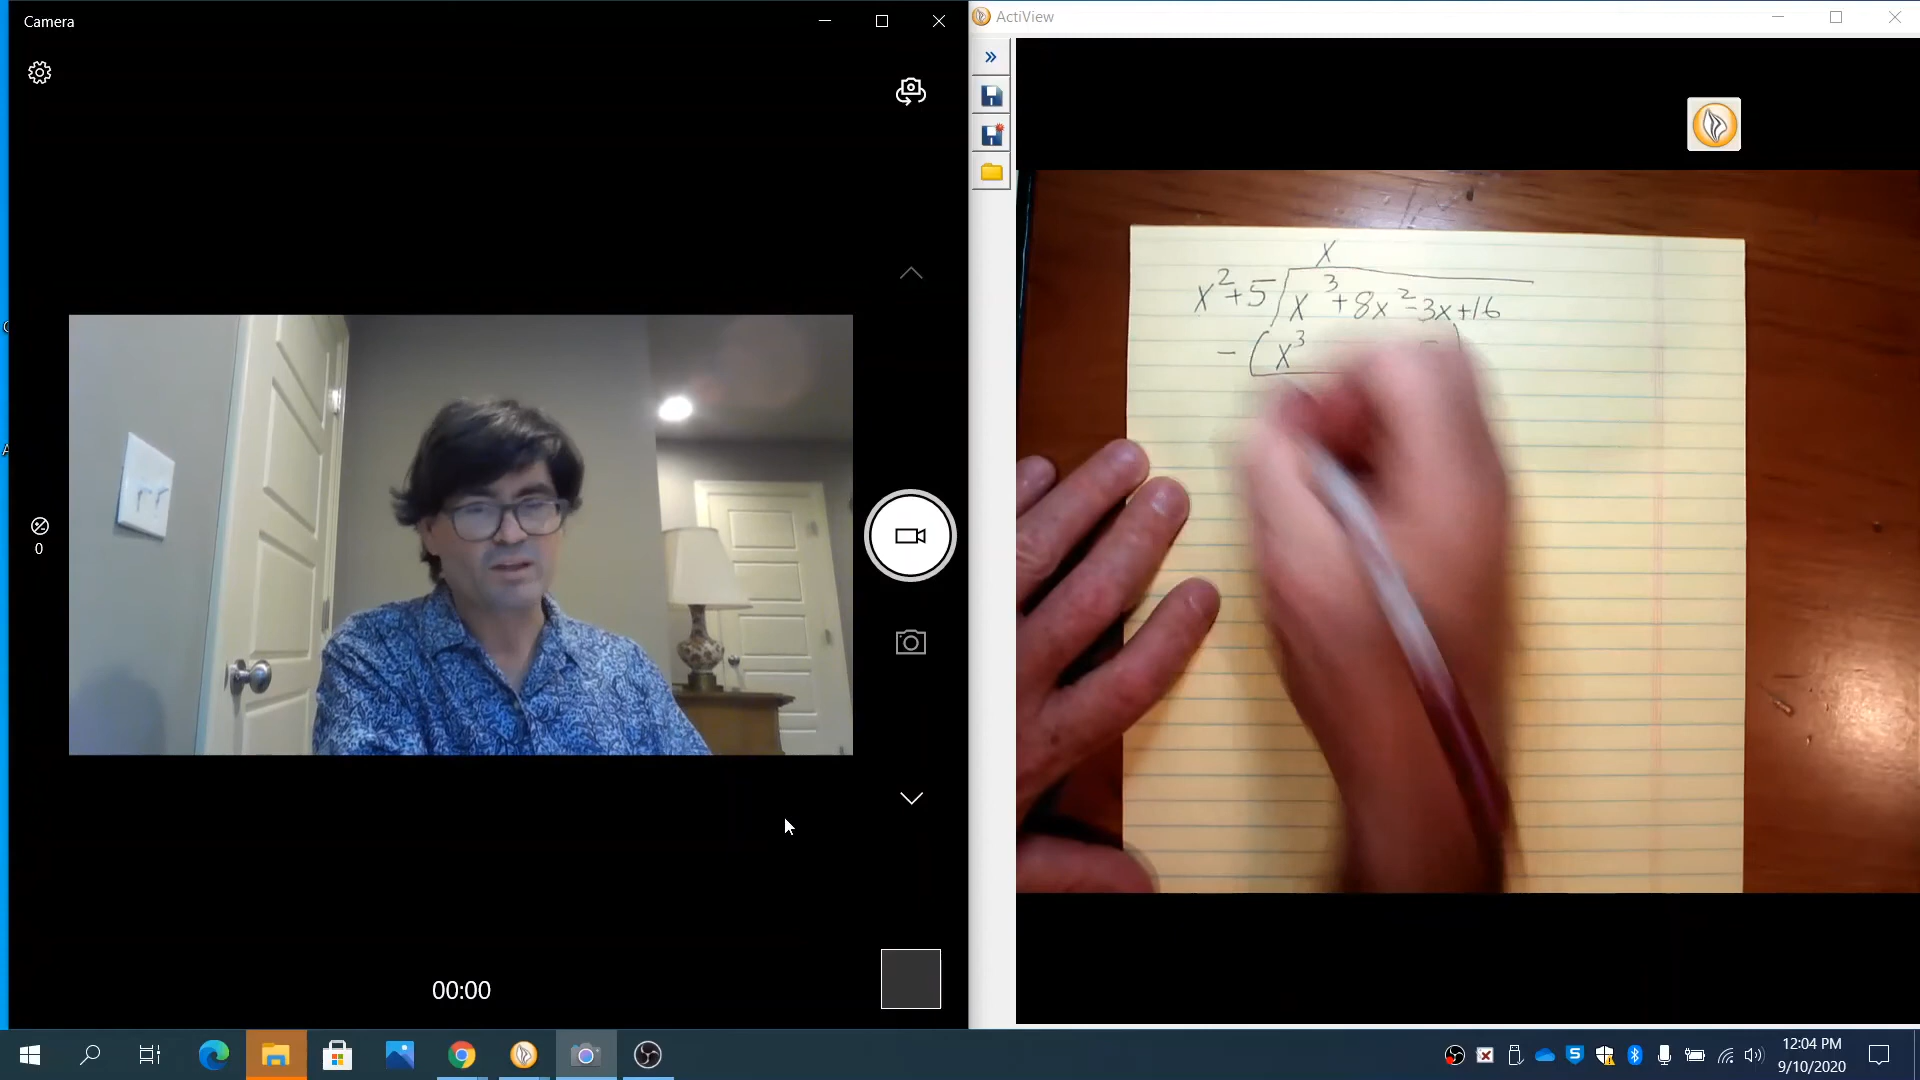 Camera
ActiView
x
x²+5 x³+8x²-3x+16
- (x³
0
00:00
12:04 PM
9/10/2020